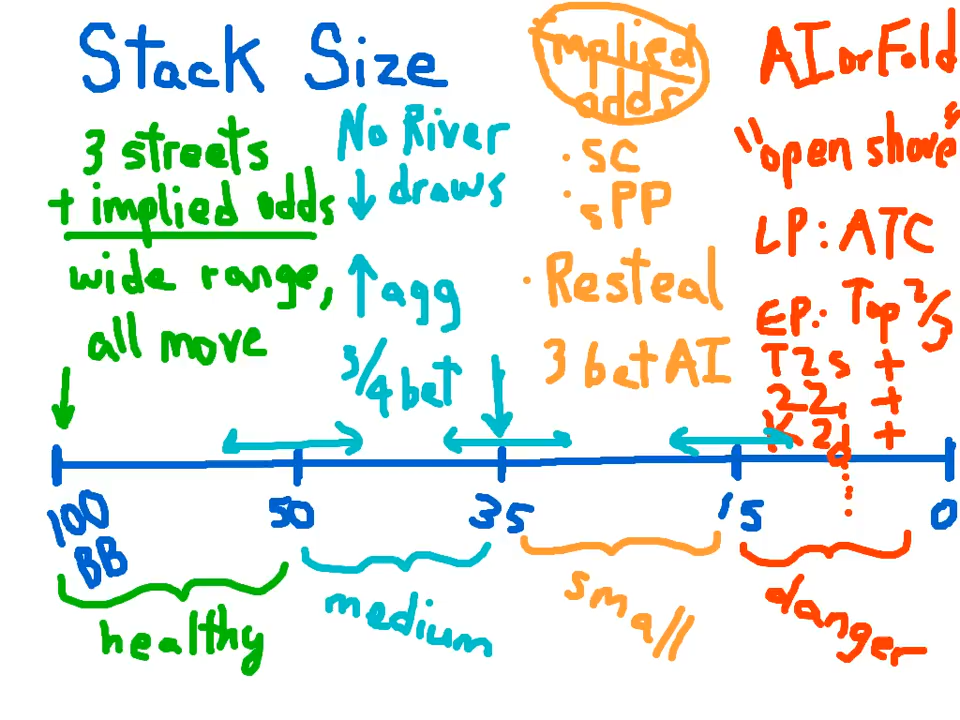 Stack Size
3 streets
+ implied odds
wide range,
all move
No River
↓ draws
↑ agg
3/4 bet
implied
odds
· SC
· sPP
· Resteal
3 bet AI
AI or Fold
"open shove"
LP: ATC
EP: Top 2/3
T2s +
22 +
K2 +
100
BB
50
35
15
0
healthy
medium
small
danger